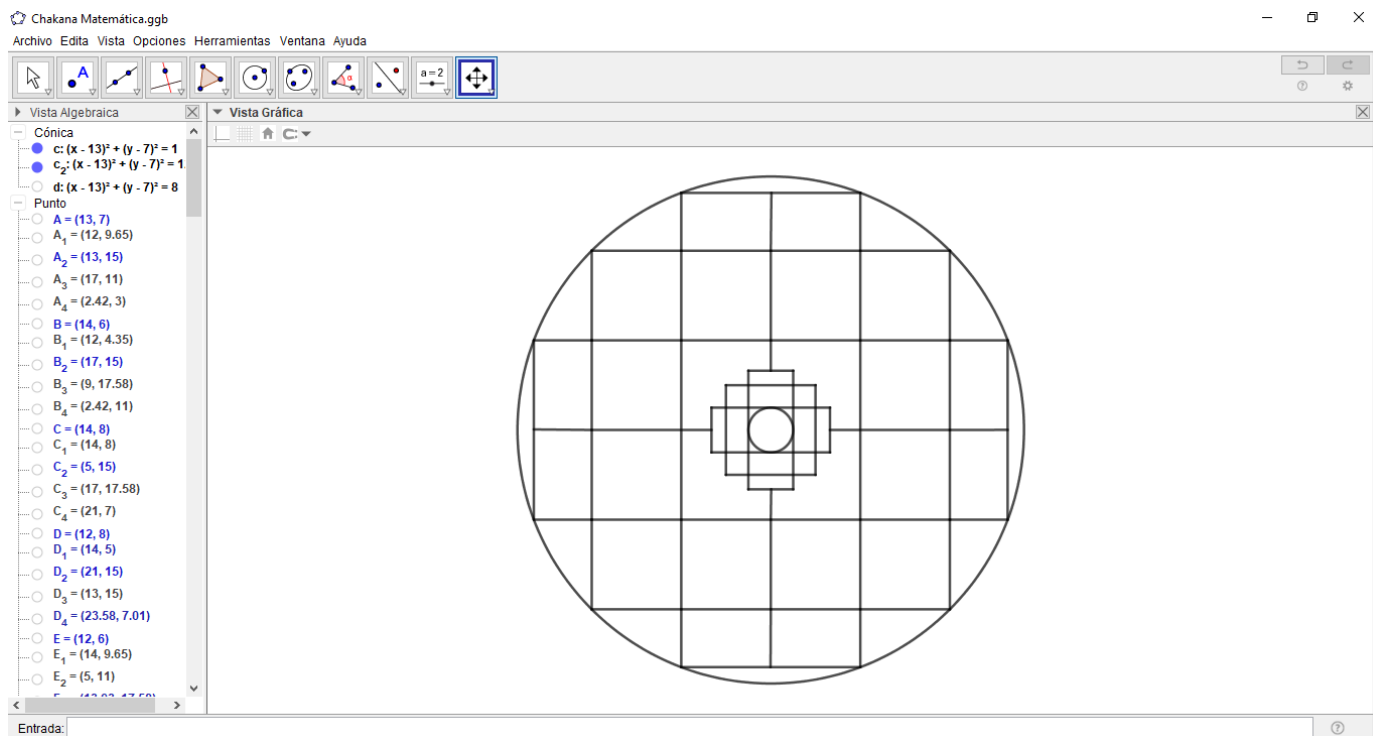 Chakana Matemática.ggb
Archivo Edita Vista Opciones Herramientas Ventana Ayuda
A
α
a = 2
Vista Algebraica
Vista Gráfica
Cónica
c: (x - 13)² + (y - 7)² = 1
c₂: (x - 13)² + (y - 7)² = 1
d: (x - 13)² + (y - 7)² = 8
Punto
A = (13, 7)
A₁ = (12, 9.65)
A₂ = (13, 15)
A₃ = (17, 11)
A₄ = (2.42, 3)
B = (14, 6)
B₁ = (12, 4.35)
B₂ = (17, 15)
B₃ = (9, 17.58)
B₄ = (2.42, 11)
C = (14, 8)
C₁ = (14, 8)
C₂ = (5, 15)
C₃ = (17, 17.58)
C₄ = (21, 7)
D = (12, 8)
D₁ = (14, 5)
D₂ = (21, 15)
D₃ = (13, 15)
D₄ = (23.58, 7.01)
E = (12, 6)
E₁ = (14, 9.65)
E₂ = (5, 11)
Entrada: